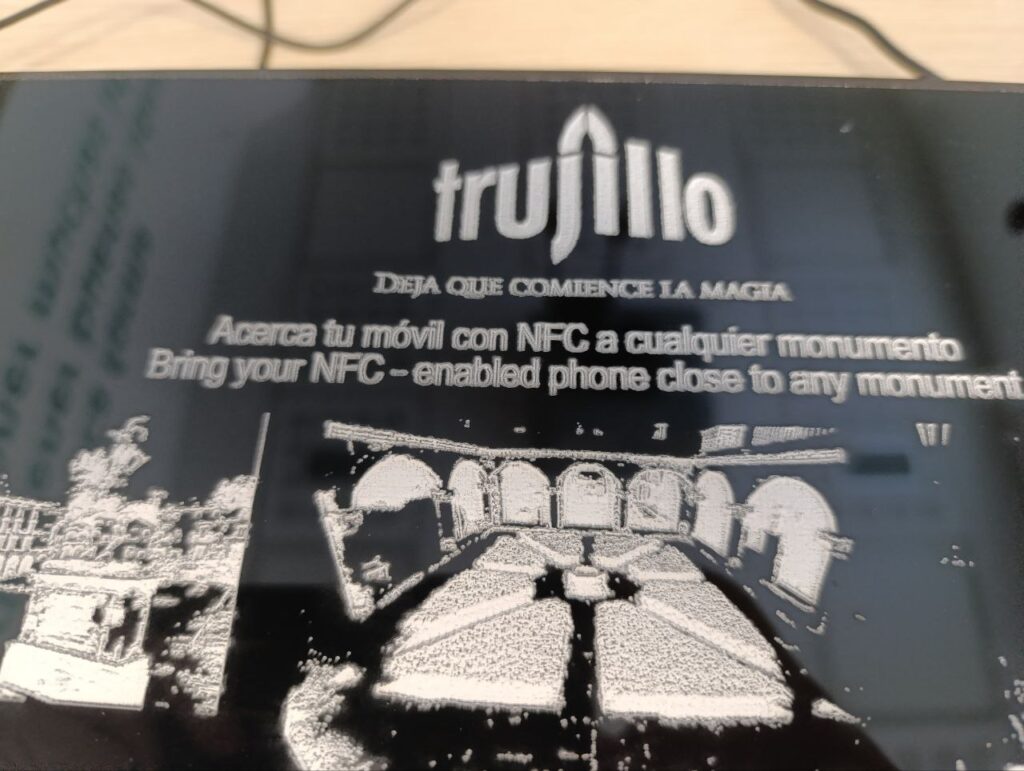 trujillo
DEJA QUE COMIENCE LA MAGIA
Acerca tu móvil con NFC a cualquier monumento
Bring your NFC – enabled phone close to any monument